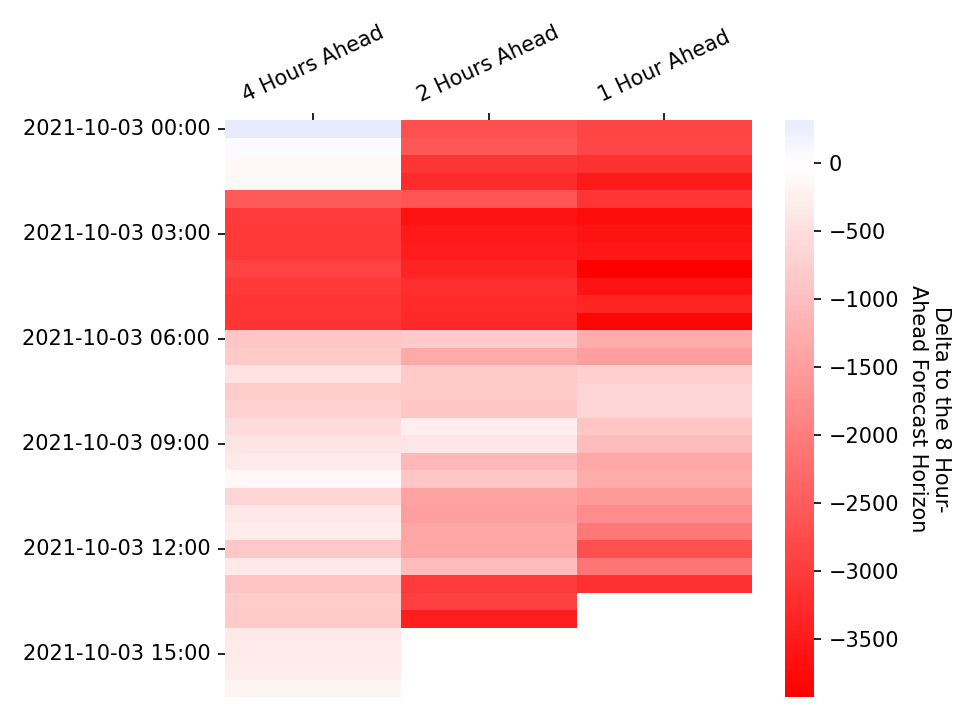 4 Hours Ahead
2 Hours Ahead
1 Hour Ahead
2021-10-03 00:00
2021-10-03 03:00
2021-10-03 06:00
2021-10-03 09:00
2021-10-03 12:00
2021-10-03 15:00
0
−500
−1000
−1500
−2000
−2500
−3000
−3500
Delta to the 8 Hour-
Ahead Forecast Horizon